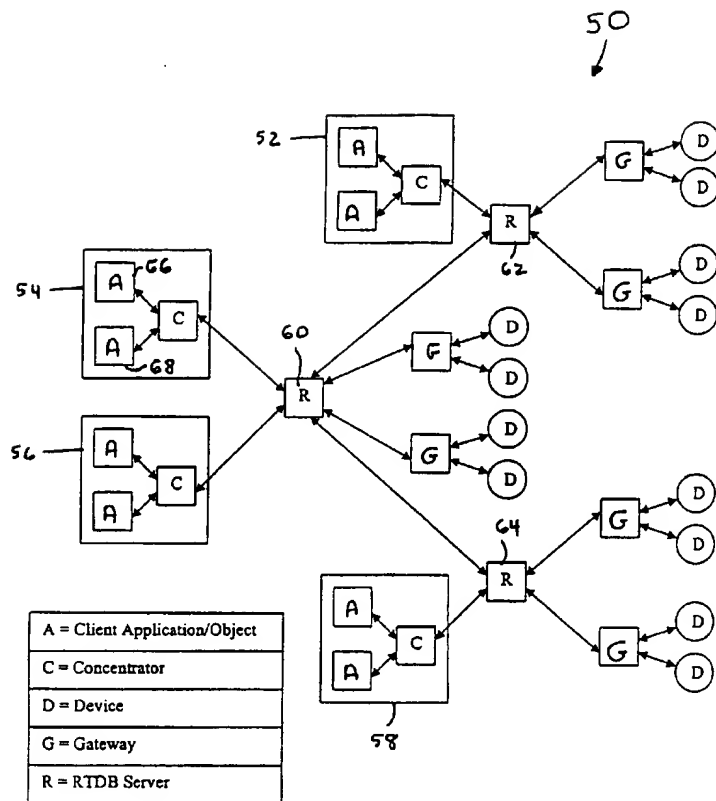 50
52
A
C
A
G
D
D
R
62
G
D
D
54
A
66
C
A
68
60
R
G
D
D
G
D
D
56
A
C
A
64
R
G
D
D
G
D
D
A
C
A
58
A = Client Application/Object
C = Concentrator
D = Device
G = Gateway
R = RTDB Server